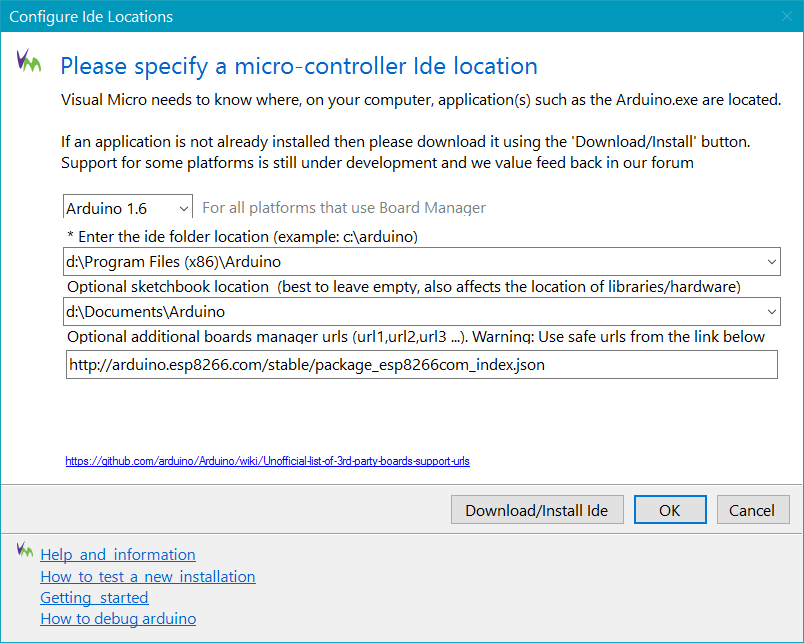 Configure Ide Locations
Please specify a micro-controller Ide location
Visual Micro needs to know where, on your computer, application(s) such as the Arduino.exe are located.
If an application is not already installed then please download it using the 'Download/Install' button.
Support for some platforms is still under development and we value feed back in our forum
Arduino 1.6 For all platforms that use Board Manager
* Enter the ide folder location (example: c:\arduino)
d:\Program Files (x86)\Arduino
Optional sketchbook location (best to leave empty, also affects the location of libraries/hardware)
d:\Documents\Arduino
Optional additional boards manager urls (url1,url2,url3 ...). Warning: Use safe urls from the link below
http://arduino.esp8266.com/stable/package_esp8266com_index.json
https://github.com/arduino/Arduino/wiki/Unofficial-list-of-3rd-party-boards-support-urls
Download/Install Ide OK Cancel
Help and information
How to test a new installation
Getting started
How to debug arduino